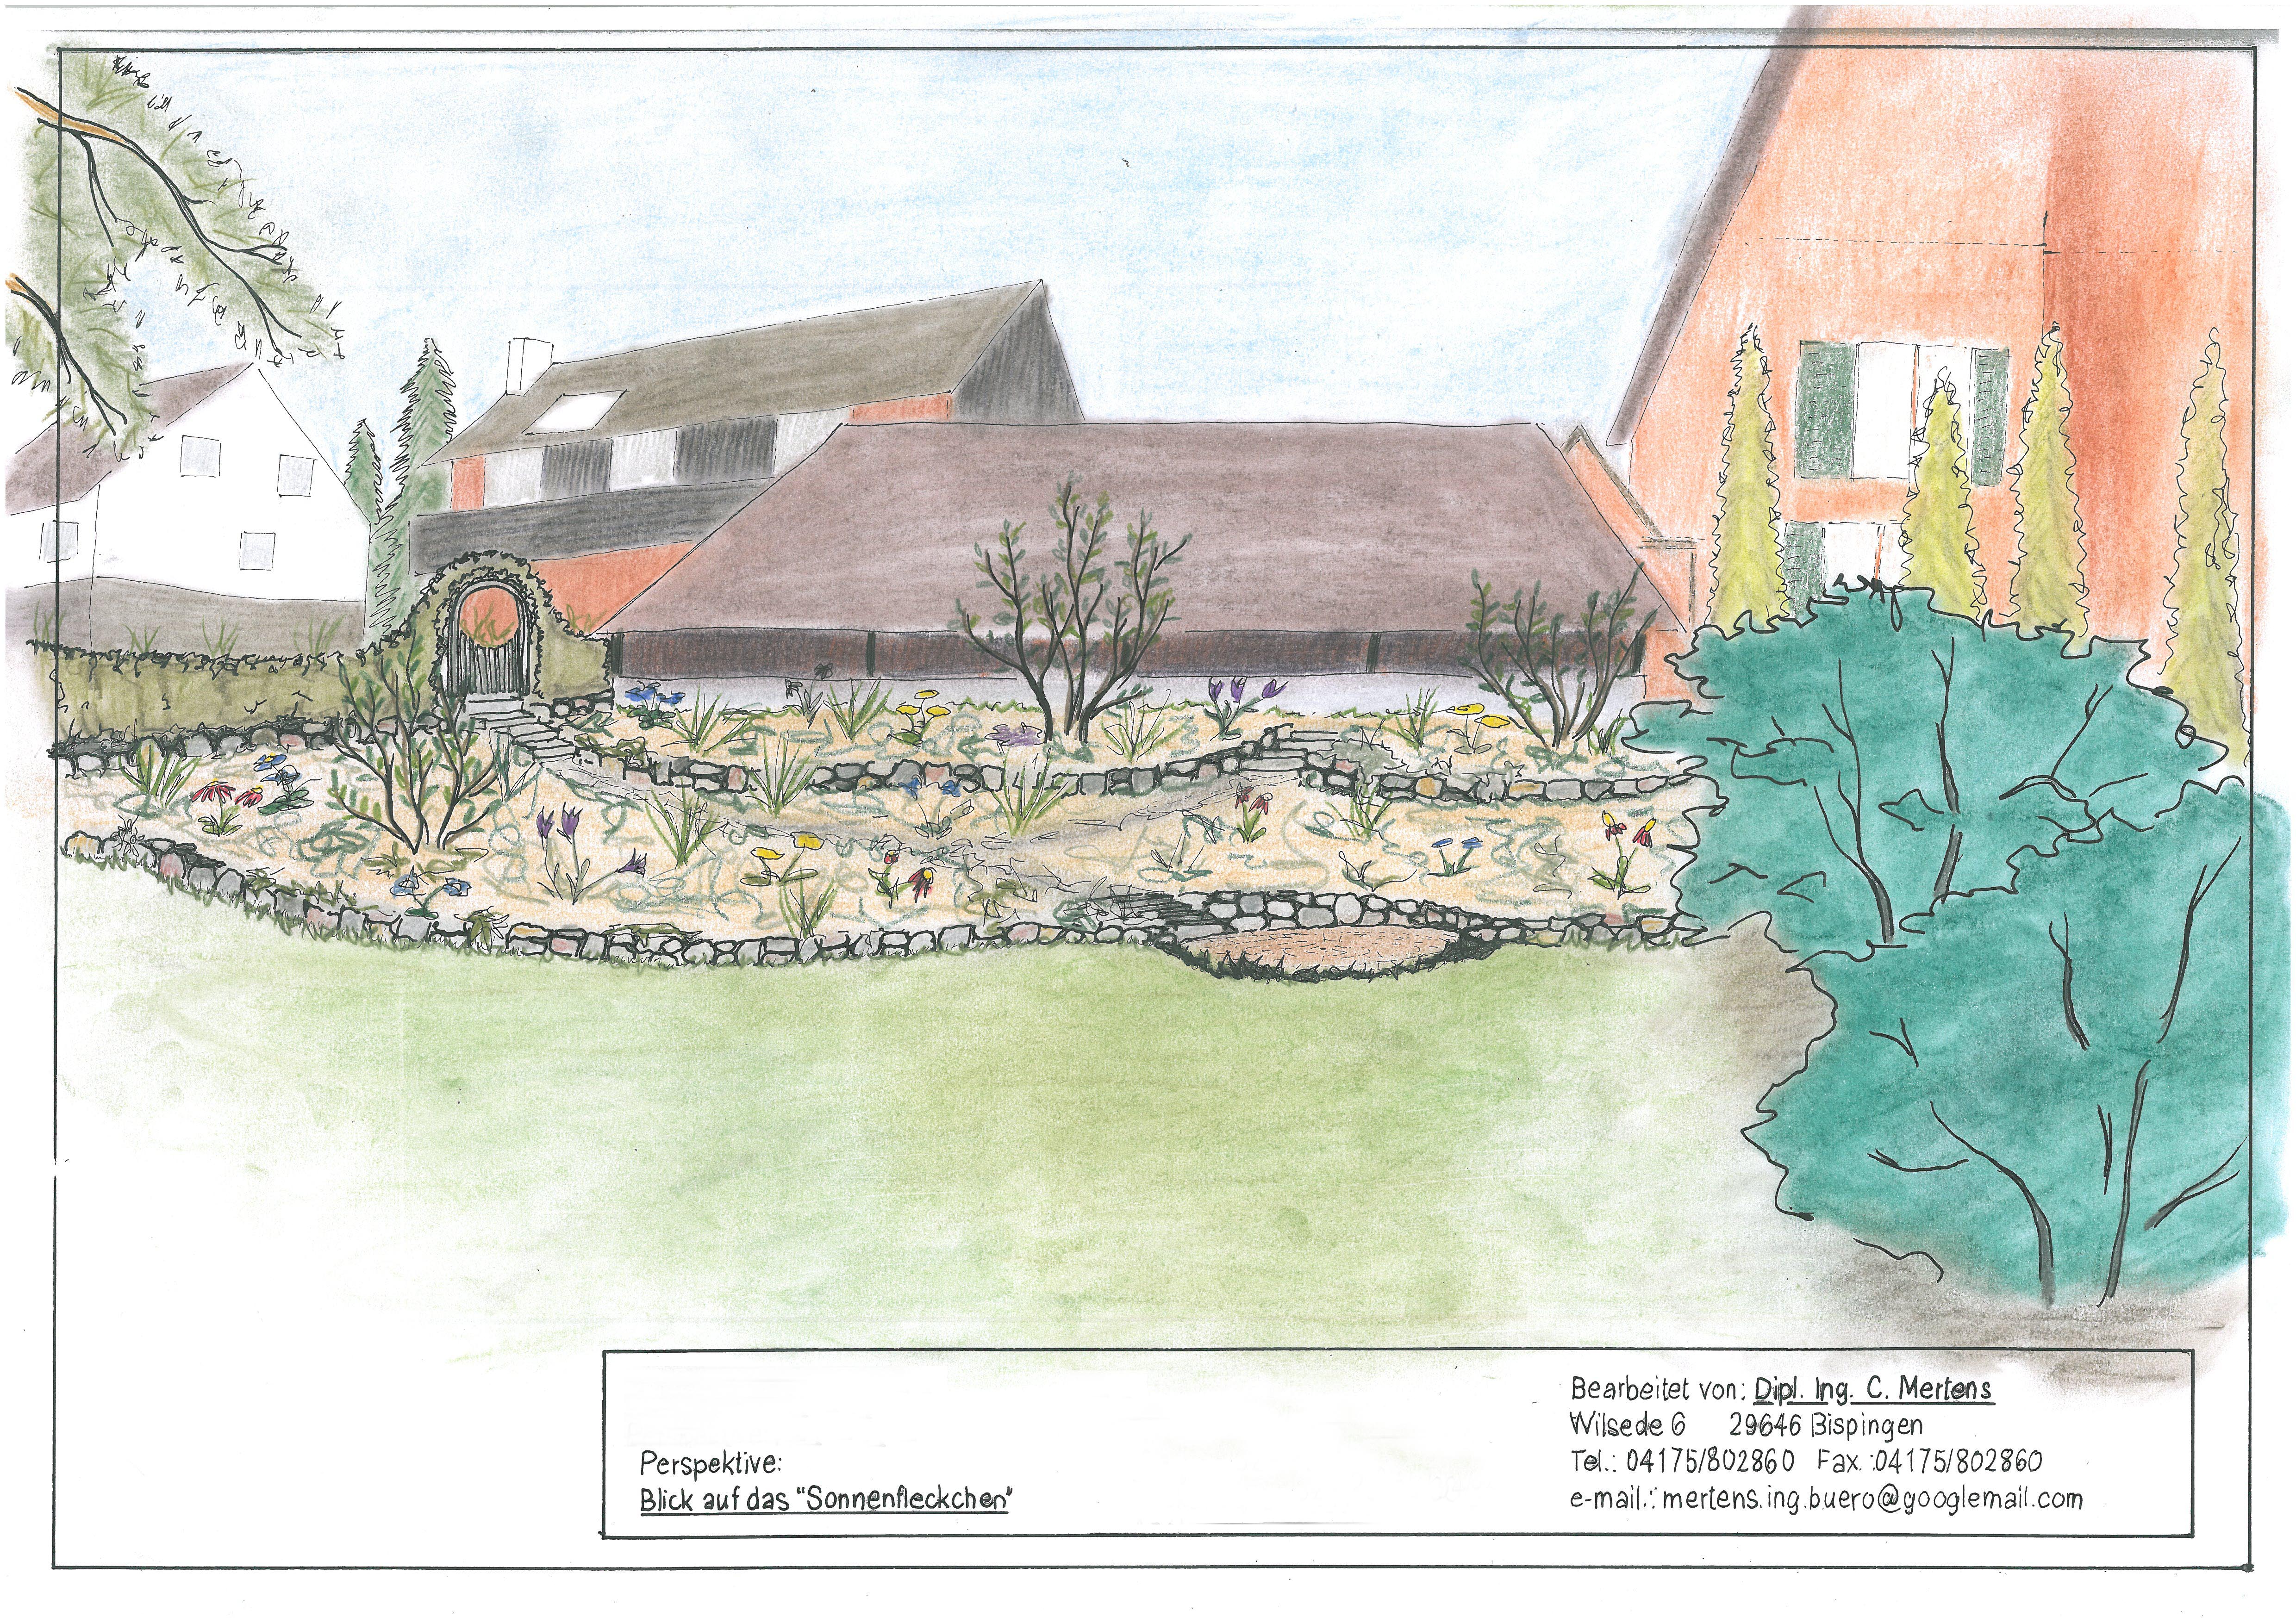 Perspektive:
Blick auf das "Sonnenfleckchen"
Bearbeitet von: Dipl. Ing. C. Mertens
Wilsede 6 29646 Bispingen
Tel.: 04175/802860 Fax.:04175/802860
e-mail.: mertens.ing.buero@googlemail.com